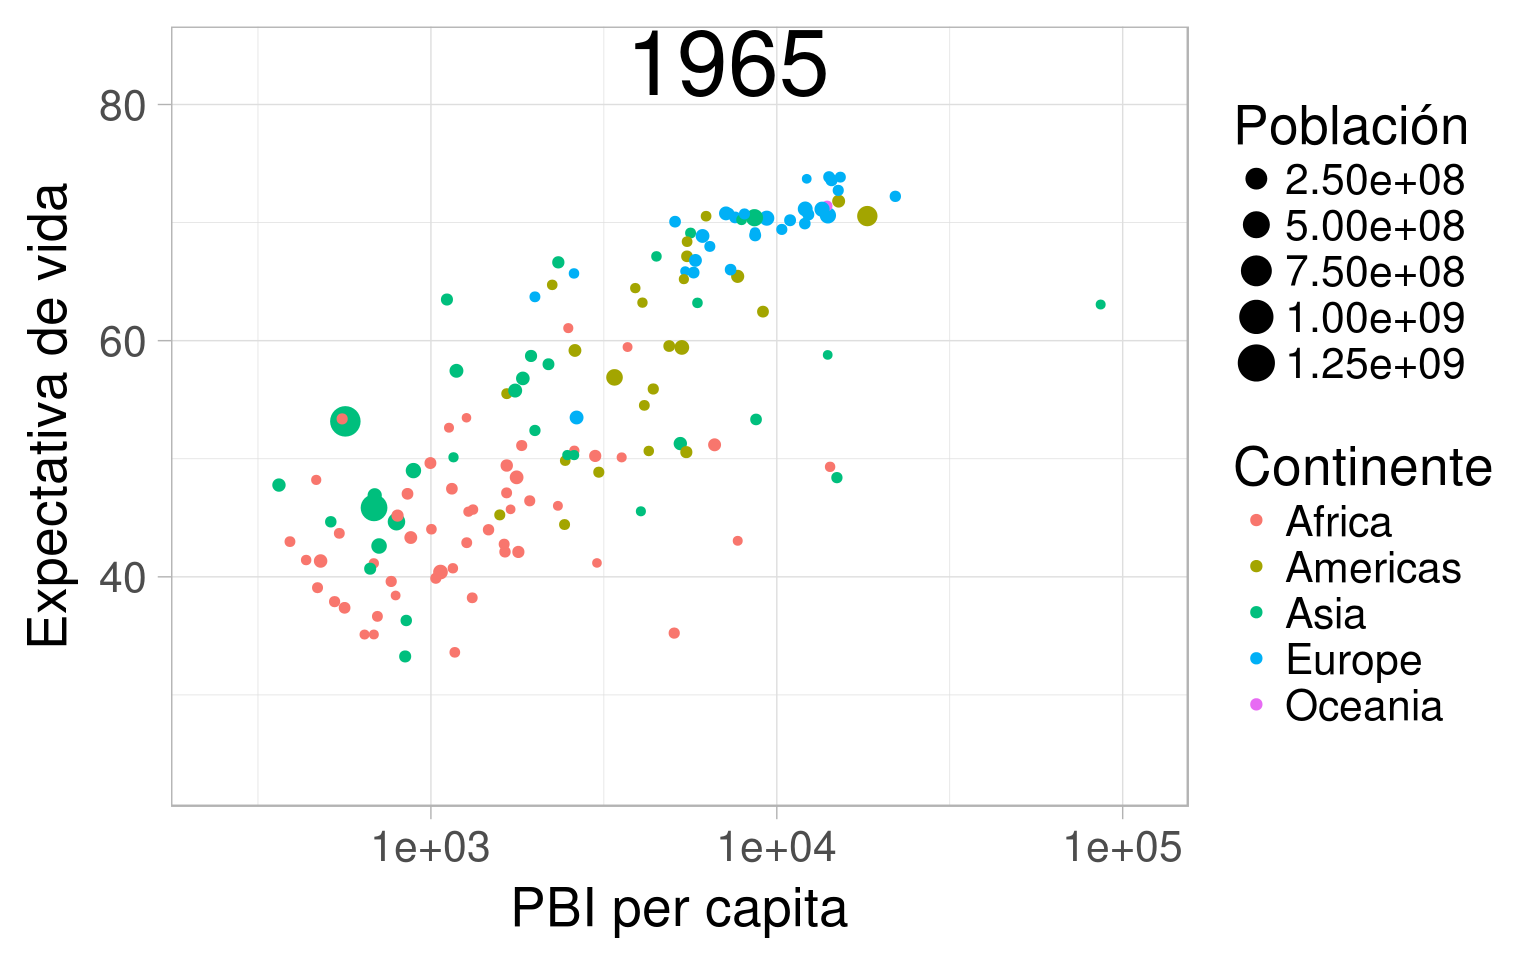 1965
Expectativa de vida
80
60
40
1e+03
1e+04
1e+05
PBI per capita
Población
2.50e+08
5.00e+08
7.50e+08
1.00e+09
1.25e+09
Continente
Africa
Americas
Asia
Europe
Oceania